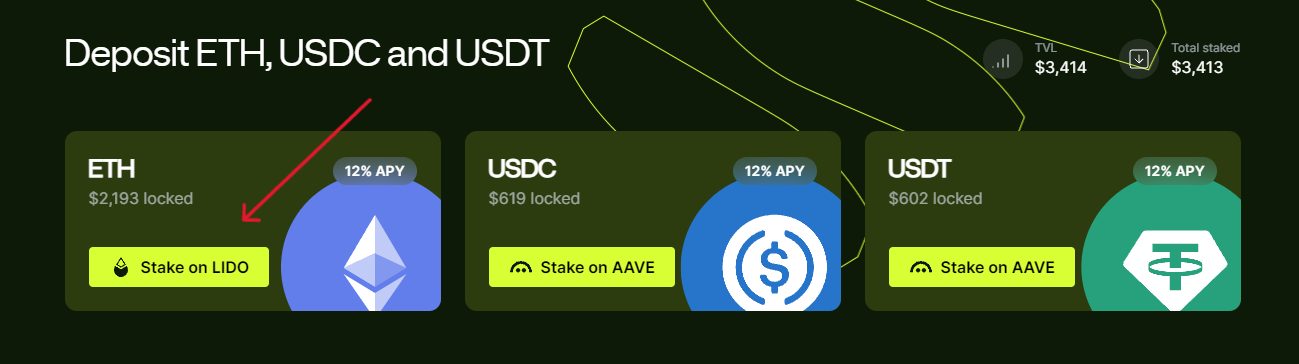 Deposit ETH, USDC and USDT
TVL
$3,414
Total staked
$3,413
ETH
12% APY
$2,193 locked
Stake on LIDO
USDC
12% APY
$619 locked
Stake on AAVE
USDT
12% APY
$602 locked
Stake on AAVE